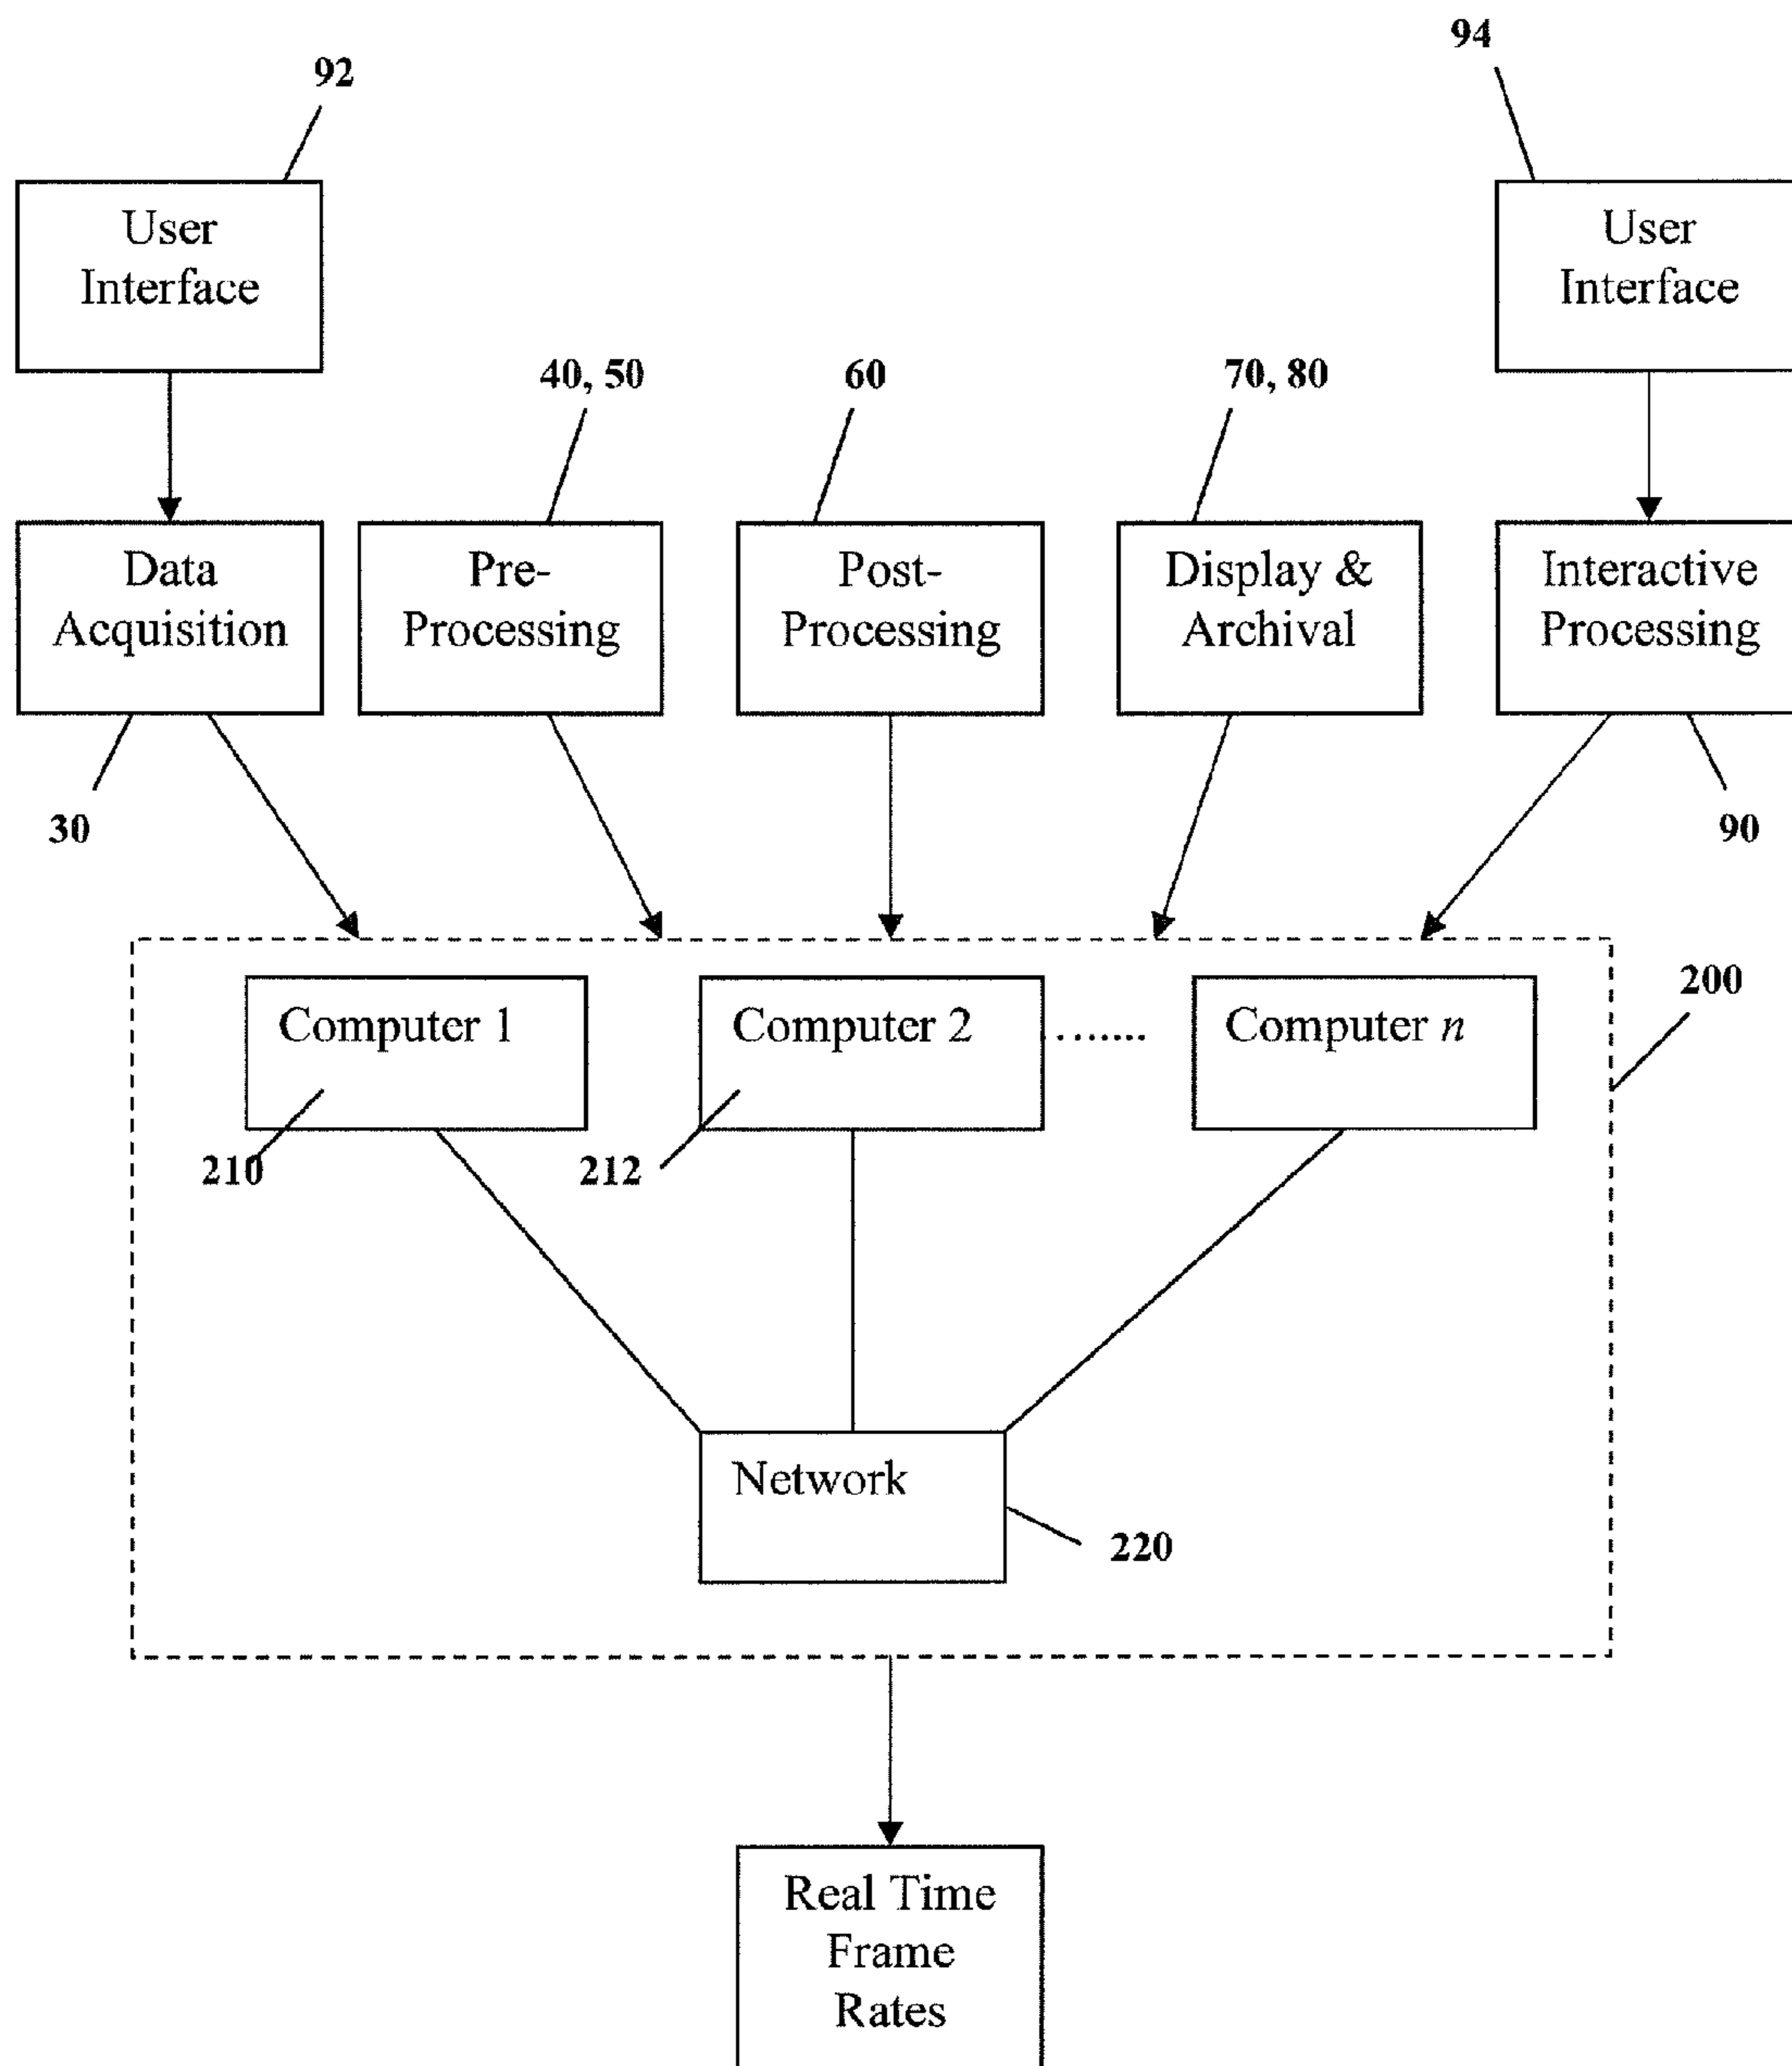 92
94
User
Interface
User
Interface
40, 50
60
70, 80
Data
Acquisition
Pre-
Processing
Post-
Processing
Display &
Archival
Interactive
Processing
30
90
200
Computer 1
Computer 2
........
Computer n
210
212
Network
220
Real Time
Frame
Rates